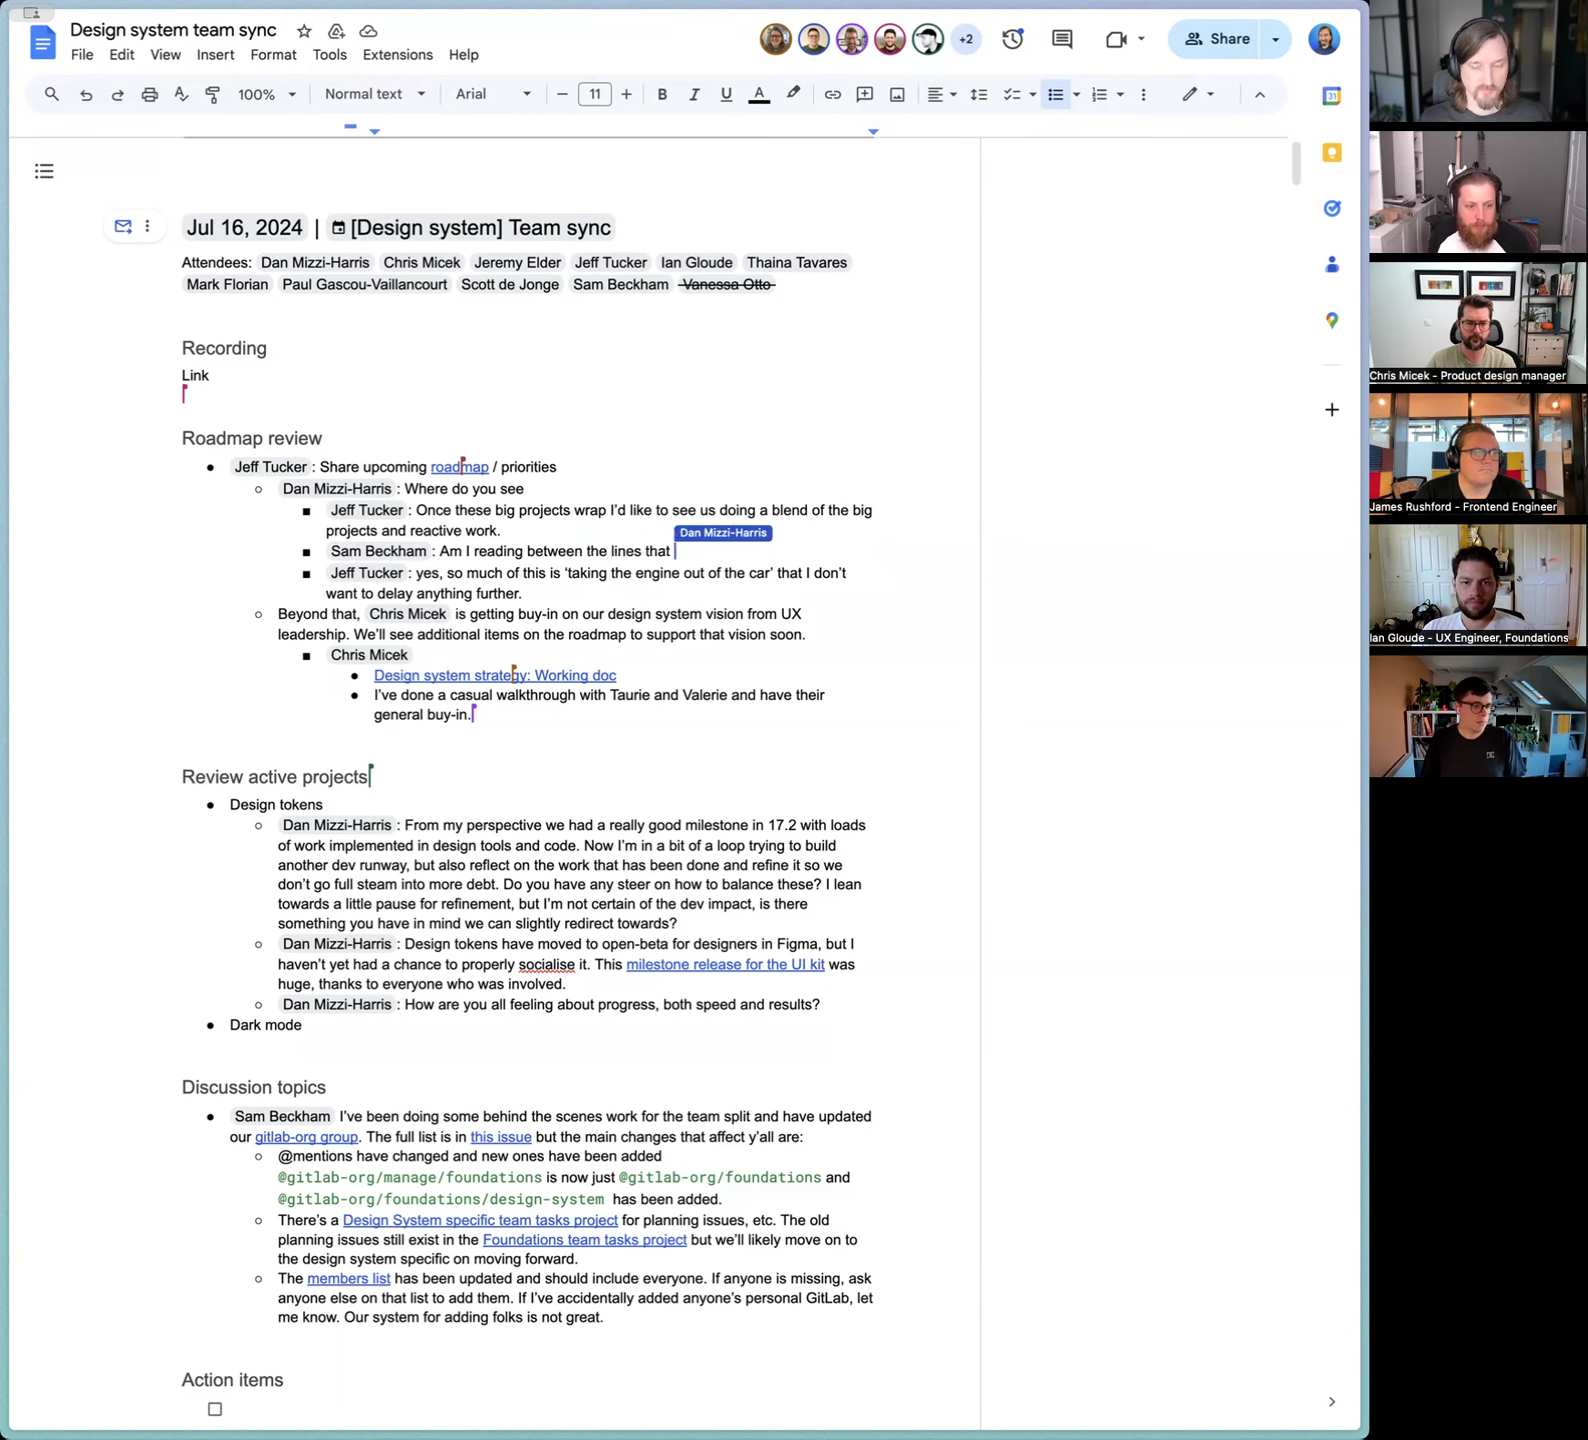 Design system team sync
File Edit View Insert Format Tools Extensions Help
+2
Share
100% Normal text Arial 11 B I U A
31
Jul 16, 2024 | [Design system] Team sync
Attendees: Dan Mizzi-Harris Chris Micek Jeremy Elder Jeff Tucker Ian Gloude Thaina Tavares
Mark Florian Paul Gascou-Vaillancourt Scott de Jonge Sam Beckham Vanessa Otto
Recording
Link
Roadmap review
Jeff Tucker : Share upcoming roadmap / priorities
Dan Mizzi-Harris : Where do you see
Jeff Tucker : Once these big projects wrap I'd like to see us doing a blend of the big
projects and reactive work.
Dan Mizzi-Harris
Sam Beckham : Am I reading between the lines that
Jeff Tucker : yes, so much of this is ‘taking the engine out of the car’ that I don’t
want to delay anything further.
Beyond that, Chris Micek is getting buy-in on our design system vision from UX
leadership. We’ll see additional items on the roadmap to support that vision soon.
Chris Micek
Design system strategy: Working doc
I’ve done a casual walkthrough with Taurie and Valerie and have their
general buy-in.
Review active projects
Design tokens
Dan Mizzi-Harris : From my perspective we had a really good milestone in 17.2 with loads
of work implemented in design tools and code. Now I’m in a bit of a loop trying to build
another dev runway, but also reflect on the work that has been done and refine it so we
don’t go full steam into more debt. Do you have any steer on how to balance these? I lean
towards a little pause for refinement, but I’m not certain of the dev impact, is there
something you have in mind we can slightly redirect towards?
Dan Mizzi-Harris : Design tokens have moved to open-beta for designers in Figma, but I
haven’t yet had a chance to properly socialise it. This milestone release for the UI kit was
huge, thanks to everyone who was involved.
Dan Mizzi-Harris : How are you all feeling about progress, both speed and results?
Dark mode
Discussion topics
Sam Beckham I’ve been doing some behind the scenes work for the team split and have updated
our gitlab-org group. The full list is in this issue but the main changes that affect y’all are:
@mentions have changed and new ones have been added
@gitlab-org/manage/foundations is now just @gitlab-org/foundations and
@gitlab-org/foundations/design-system has been added.
There’s a Design System specific team tasks project for planning issues, etc. The old
planning issues still exist in the Foundations team tasks project but we’ll likely move on to
the design system specific on moving forward.
The members list has been updated and should include everyone. If anyone is missing, ask
anyone else on that list to add them. If I’ve accidentally added anyone’s personal GitLab, let
me know. Our system for adding folks is not great.
Action items
Chris Micek - Product design manager
James Rushford - Frontend Engineer
Ian Gloude - UX Engineer, Foundations